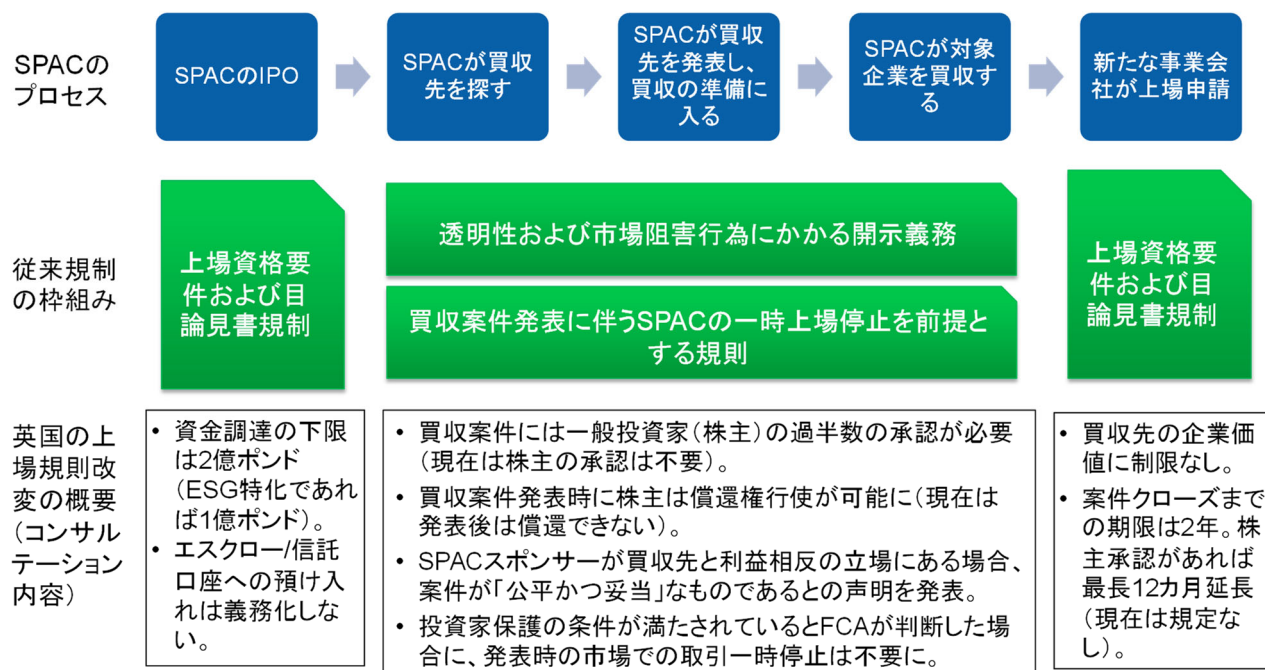 SPACの
プロセス
SPACのIPO
SPACが買収
先を探す
SPACが買収
先を発表し、
買収の準備に
入る
SPACが対象
企業を買収す
る
新たな事業会
社が上場申請
従来規制
の枠組み
上場資格要
件および目
論見書規制
透明性および市場阻害行為にかかる開示義務
買収案件発表に伴うSPACの一時上場停止を前提と
する規則
上場資格要
件および目
論見書規制
英国の上
場規則改
変の概要
(コンサル
テーション
内容)
• 資金調達の下限
は2億ポンド
(ESG特化であれ
ば1億ポンド)。
• エスクロー/信託
口座への預け入
れは義務化しな
い。
• 買収案件には一般投資家(株主)の過半数の承認が必要
(現在は株主の承認は不要)。
• 買収案件発表時に株主は償還権行使が可能に(現在は
発表後は償還できない)。
• SPACスポンサーが買収先と利益相反の立場にある場合、
案件が「公平かつ妥当」なものであるとの声明を発表。
• 投資家保護の条件が満たされているとFCAが判断した場
合に、発表時の市場での取引一時停止は不要に。
• 買収先の企業価
値に制限なし。
• 案件クローズまで
の期限は2年。株
主承認があれば
最長12カ月延長
(現在は規定な
し)。